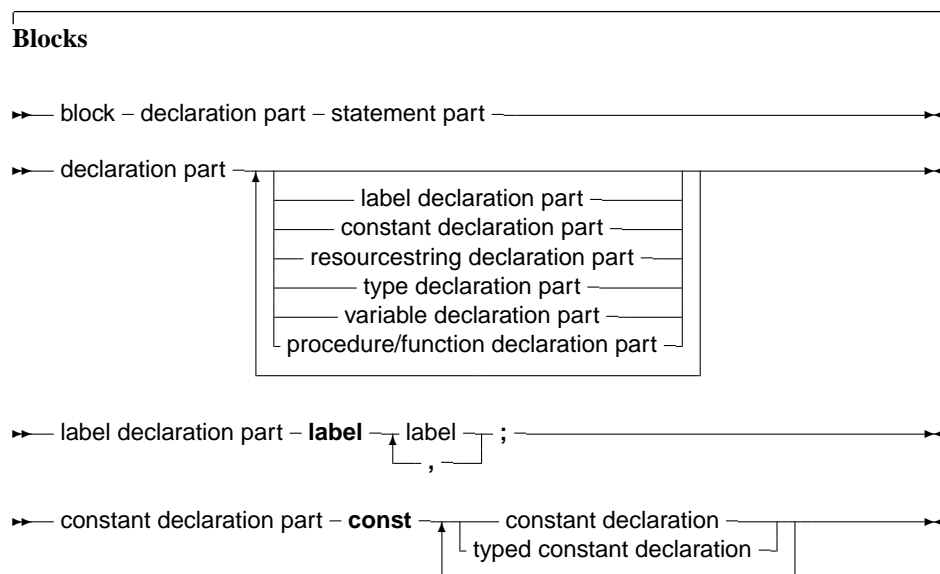 Blocks
block declaration part statement part
declaration part
label declaration part
constant declaration part
resourcestring declaration part
type declaration part
variable declaration part
procedure/function declaration part
label declaration part label label ;
,
constant declaration part const constant declaration
typed constant declaration